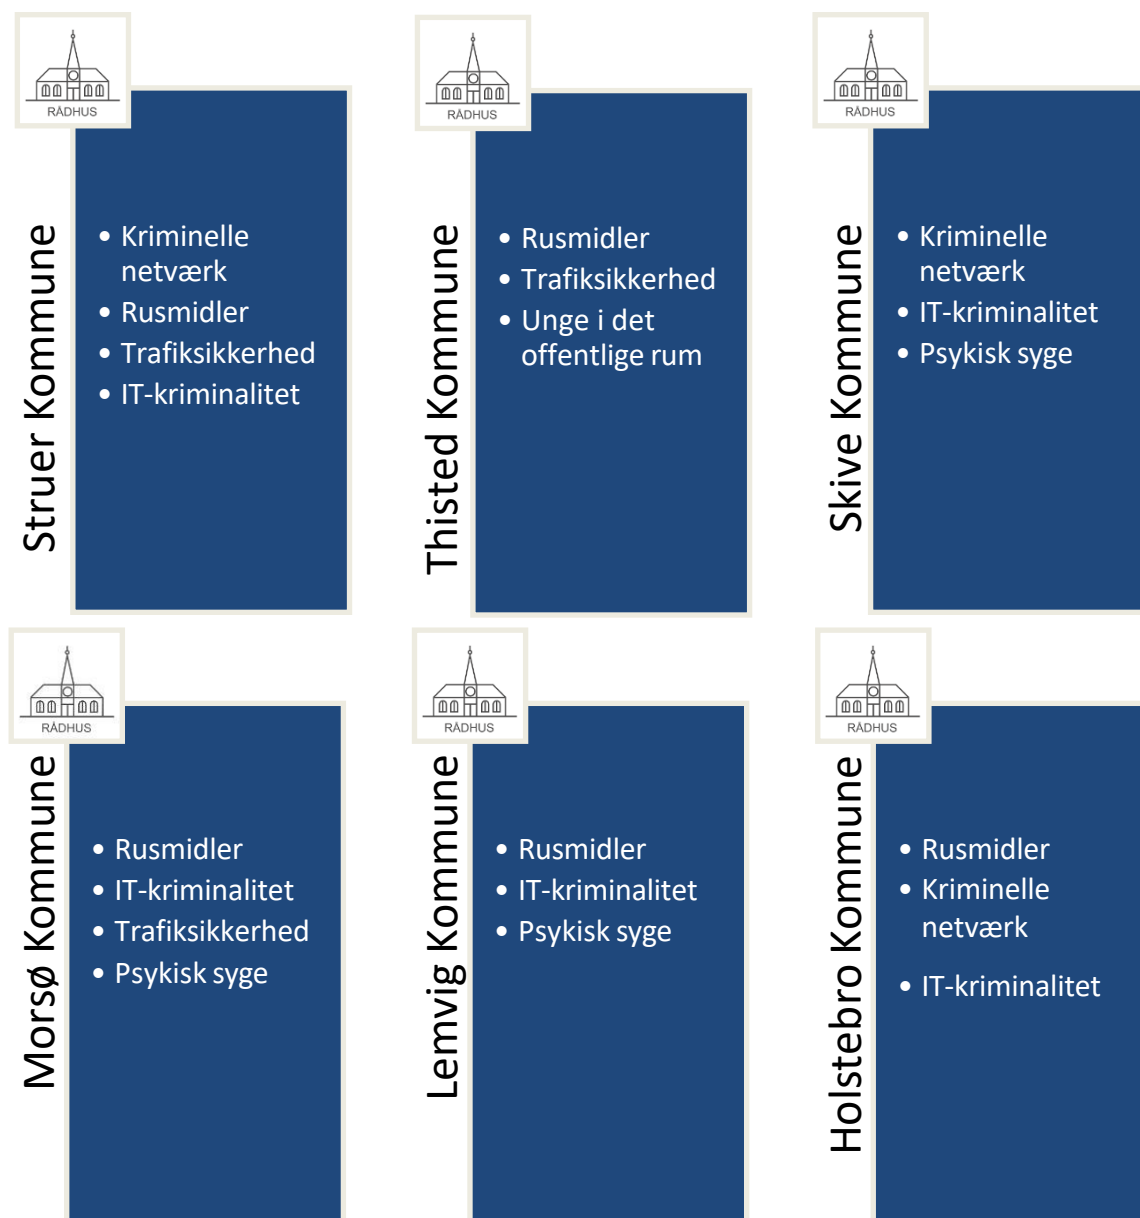 RÅDHUS
Struer Kommune
• Kriminelle
netværk
• Rusmidler
• Trafiksikkerhed
• IT-kriminalitet
RÅDHUS
Thisted Kommune
• Rusmidler
• Trafiksikkerhed
• Unge i det
offentlige rum
RÅDHUS
Skive Kommune
• Kriminelle
netværk
• IT-kriminalitet
• Psykisk syge
RÅDHUS
Morsø Kommune
• Rusmidler
• IT-kriminalitet
• Trafiksikkerhed
• Psykisk syge
RÅDHUS
Lemvig Kommune
• Rusmidler
• IT-kriminalitet
• Psykisk syge
RÅDHUS
Holstebro Kommune
• Rusmidler
• Kriminelle
netværk
• IT-kriminalitet